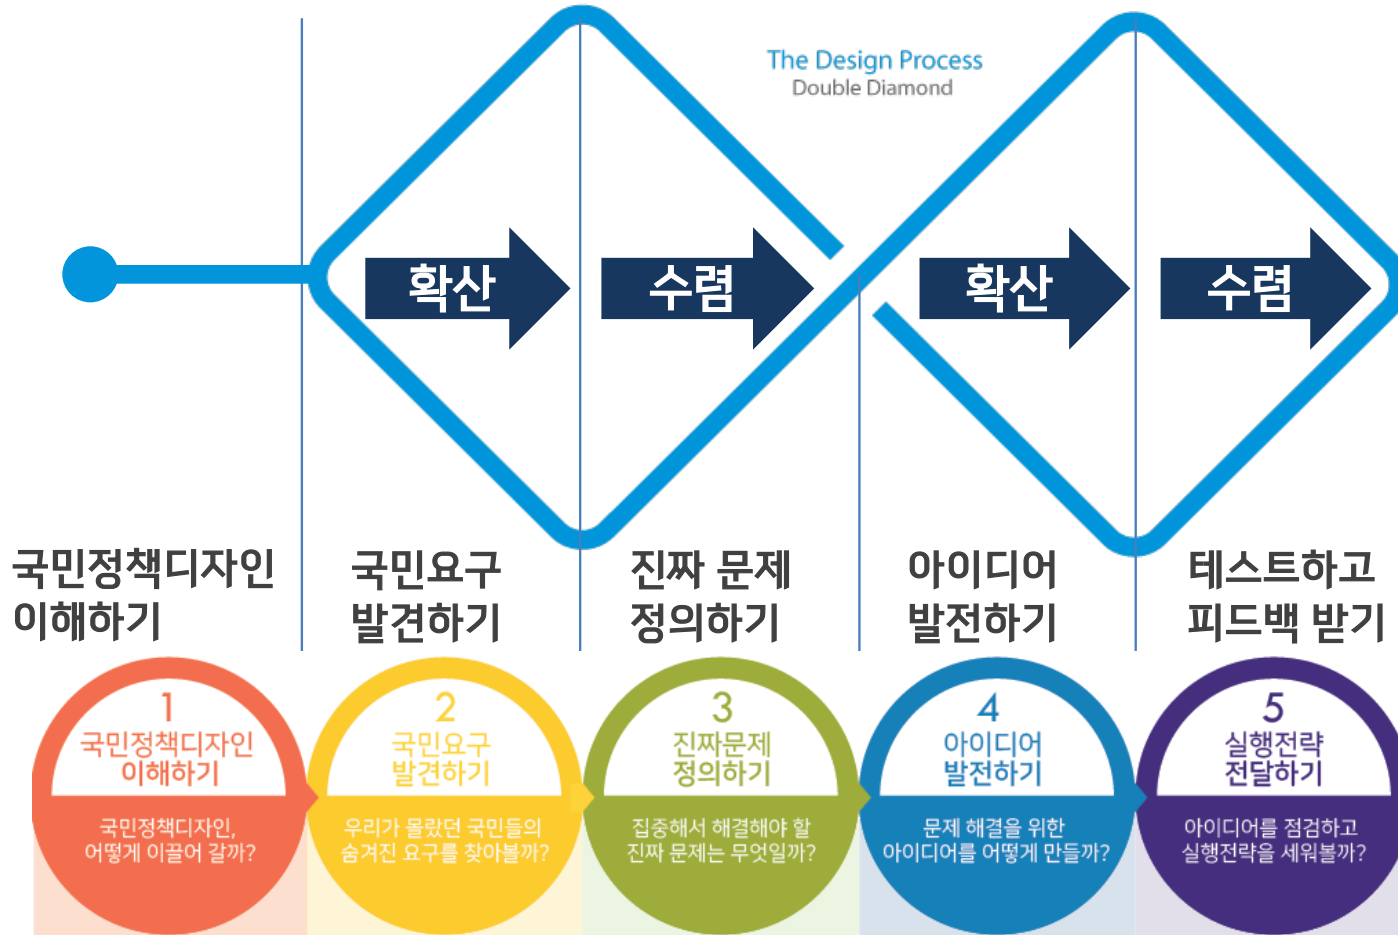 The Design Process
Double Diamond
확산
수렴
확산
수렴
국민정책디자인
이해하기
국민요구
발견하기
진짜 문제
정의하기
아이디어
발전하기
테스트하고
피드백 받기
1
국민정책디자인
이해하기
국민정책디자인,
어떻게 이끌어 갈까?
2
국민요구
발견하기
우리가 몰랐던 국민들의
숨겨진 요구를 찾아볼까?
3
진짜문제
정의하기
집중해서 해결해야 할
진짜 문제는 무엇일까?
4
아이디어
발전하기
문제 해결을 위한
아이디어를 어떻게 만들까?
5
실행전략
전달하기
아이디어를 점검하고
실행전략을 세워볼까?